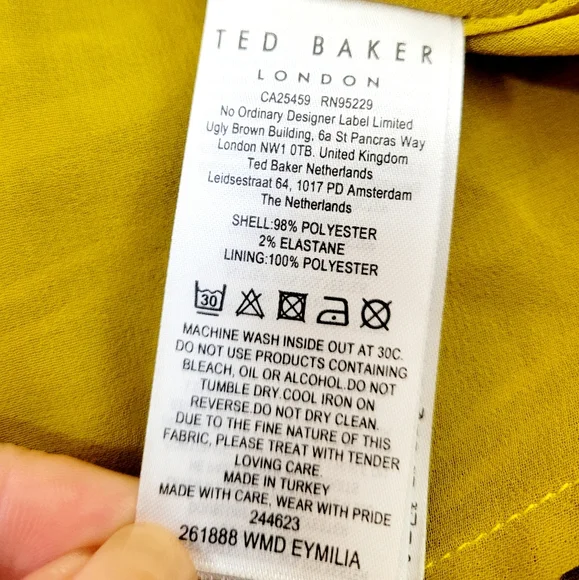 TED BAKER
LONDON
CA25459 RN95229
No Ordinary Designer Label Limited
Ugly Brown Building, 6a St Pancras Way
London NW1 0TB. United Kingdom
Ted Baker Netherlands
Leidsestraat 64, 1017 PD Amsterdam
The Netherlands
SHELL:98% POLYESTER
2% ELASTANE
LINING:100% POLYESTER
30
MACHINE WASH INSIDE OUT AT 30C.
DO NOT USE PRODUCTS CONTAINING
BLEACH, OIL OR ALCOHOL.DO NOT
TUMBLE DRY.COOL IRON ON
REVERSE.DO NOT DRY CLEAN.
DUE TO THE FINE NATURE OF THIS
FABRIC, PLEASE TREAT WITH TENDER
LOVING CARE.
MADE IN TURKEY
MADE WITH CARE, WEAR WITH PRIDE
244623
261888 WMD EYMILIA